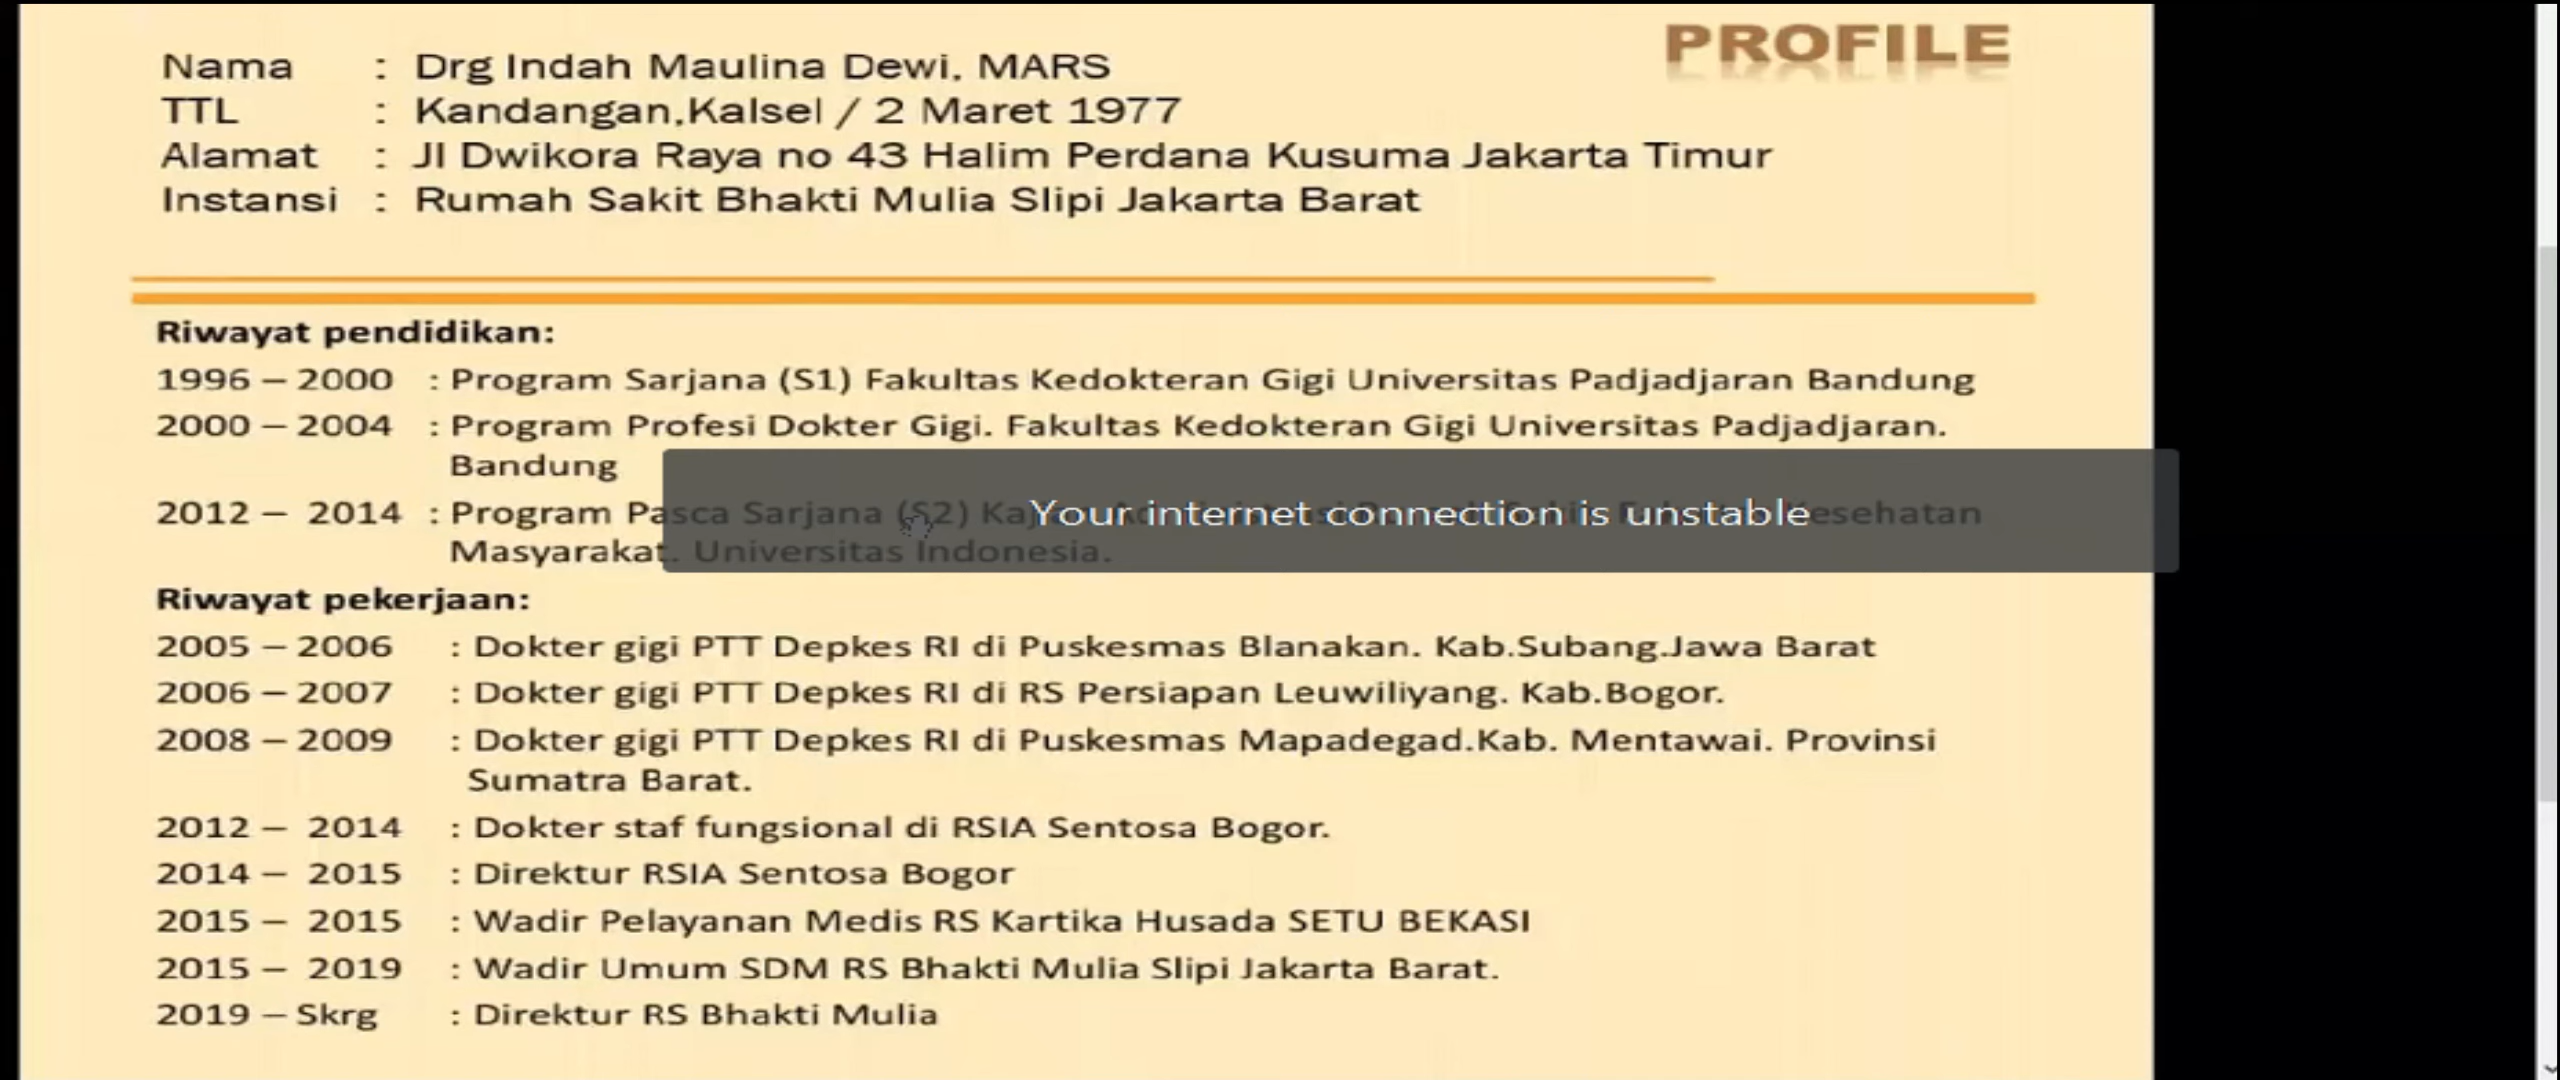 PROFILE
Nama : Drg Indah Maulina Dewi, MARS
TTL : Kandangan,Kalsel / 2 Maret 1977
Alamat : Jl Dwikora Raya no 43 Halim Perdana Kusuma Jakarta Timur
Instansi : Rumah Sakit Bhakti Mulia Slipi Jakarta Barat
Riwayat pendidikan:
1996 – 2000 : Program Sarjana (S1) Fakultas Kedokteran Gigi Universitas Padjadjaran Bandung
2000 – 2004 : Program Profesi Dokter Gigi. Fakultas Kedokteran Gigi Universitas Padjadjaran.
Bandung
2012 – 2014 : Program Pasca Sarjana (S2)
Your internet connection is unstable
Masyarakat. Universitas Indonesia.
Riwayat pekerjaan:
2005 – 2006 : Dokter gigi PTT Depkes RI di Puskesmas Blanakan. Kab.Subang.Jawa Barat
2006 – 2007 : Dokter gigi PTT Depkes RI di RS Persiapan Leuwiliyang. Kab.Bogor.
2008 – 2009 : Dokter gigi PTT Depkes RI di Puskesmas Mapadegad.Kab. Mentawai. Provinsi
Sumatra Barat.
2012 – 2014 : Dokter staf fungsional di RSIA Sentosa Bogor.
2014 – 2015 : Direktur RSIA Sentosa Bogor
2015 – 2015 : Wadir Pelayanan Medis RS Kartika Husada SETU BEKASI
2015 – 2019 : Wadir Umum SDM RS Bhakti Mulia Slipi Jakarta Barat.
2019 – Skrg : Direktur RS Bhakti Mulia